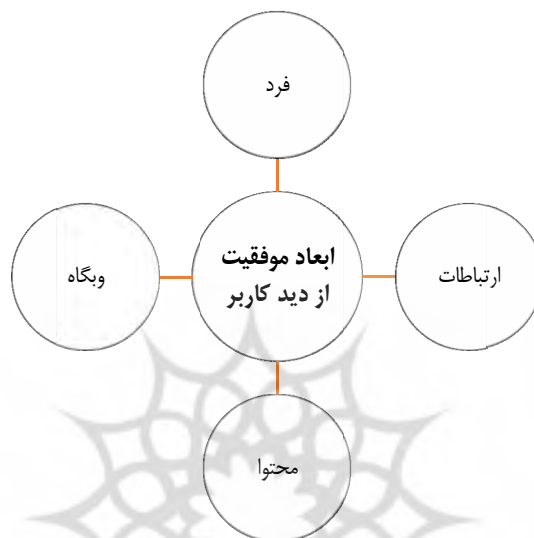 فرد
ارتباطات
ابعاد موفقیت
از دید کاربر
وبگاه
محتوا